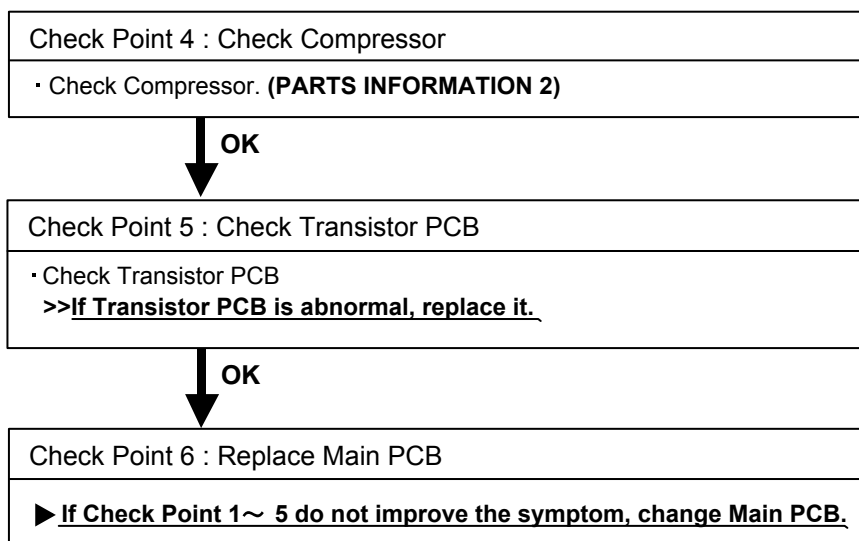 Check Point 4 : Check Compressor
・Check Compressor. (PARTS INFORMATION 2)
OK
Check Point 5 : Check Transistor PCB
・Check Transistor PCB
>>If Transistor PCB is abnormal, replace it.
OK
Check Point 6 : Replace Main PCB
▶If Check Point 1～ 5 do not improve the symptom, change Main PCB.